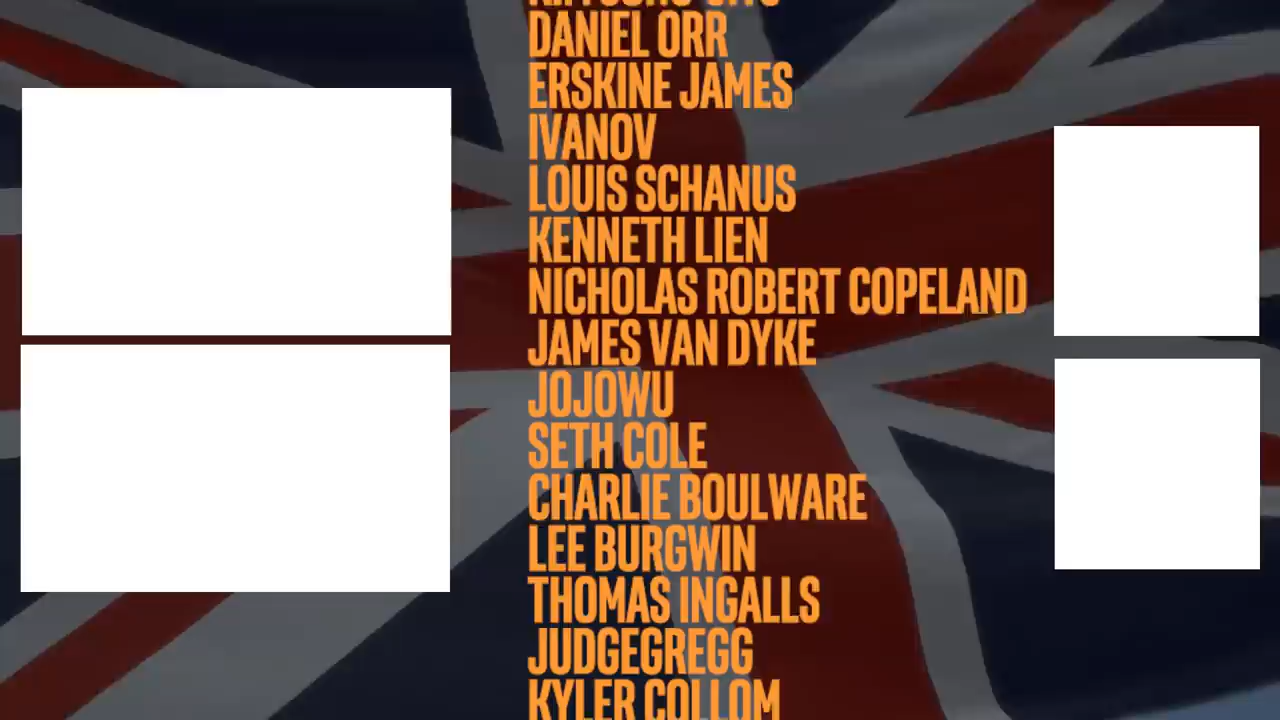 DANIEL ORR
ERSKINE JAMES
IVANOV
LOUIS SCHANUS
KENNETH LIEN
NICHOLAS ROBERT COPELAND
JAMES VAN DYKE
JOJOWU
SETH COLE
CHARLIE BOULWARE
LEE BURGWIN
THOMAS INGALLS
JUDGEGREGG
KYLER COLLOM